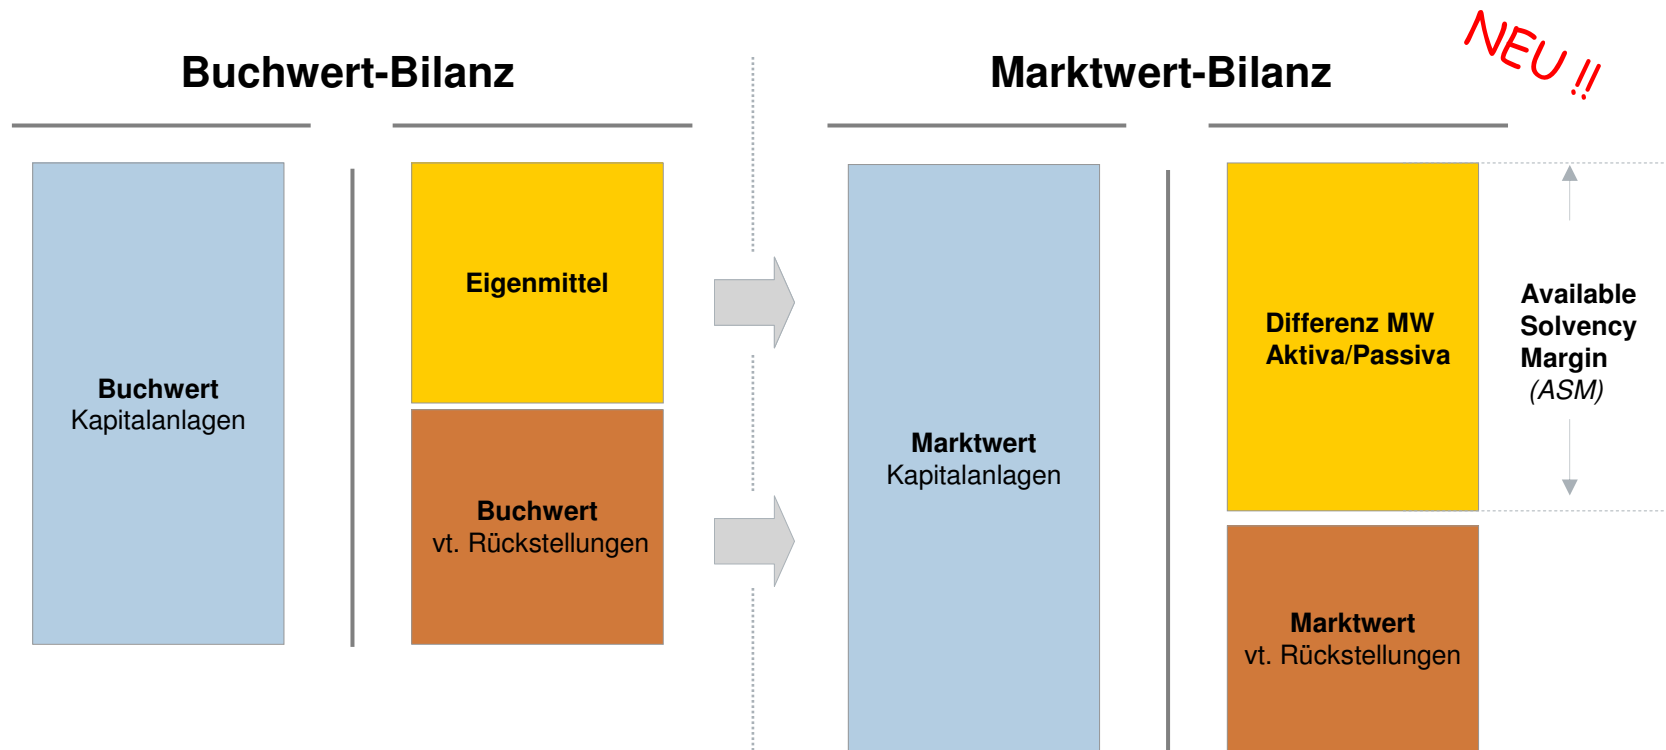 Buchwert-Bilanz
Marktwert-Bilanz
NEU !!
Buchwert
Kapitalanlagen
Eigenmittel
Buchwert
vt. Rückstellungen
Marktwert
Kapitalanlagen
Differenz MW
Aktiva/Passiva
Marktwert
vt. Rückstellungen
Available
Solvency
Margin
(ASM)